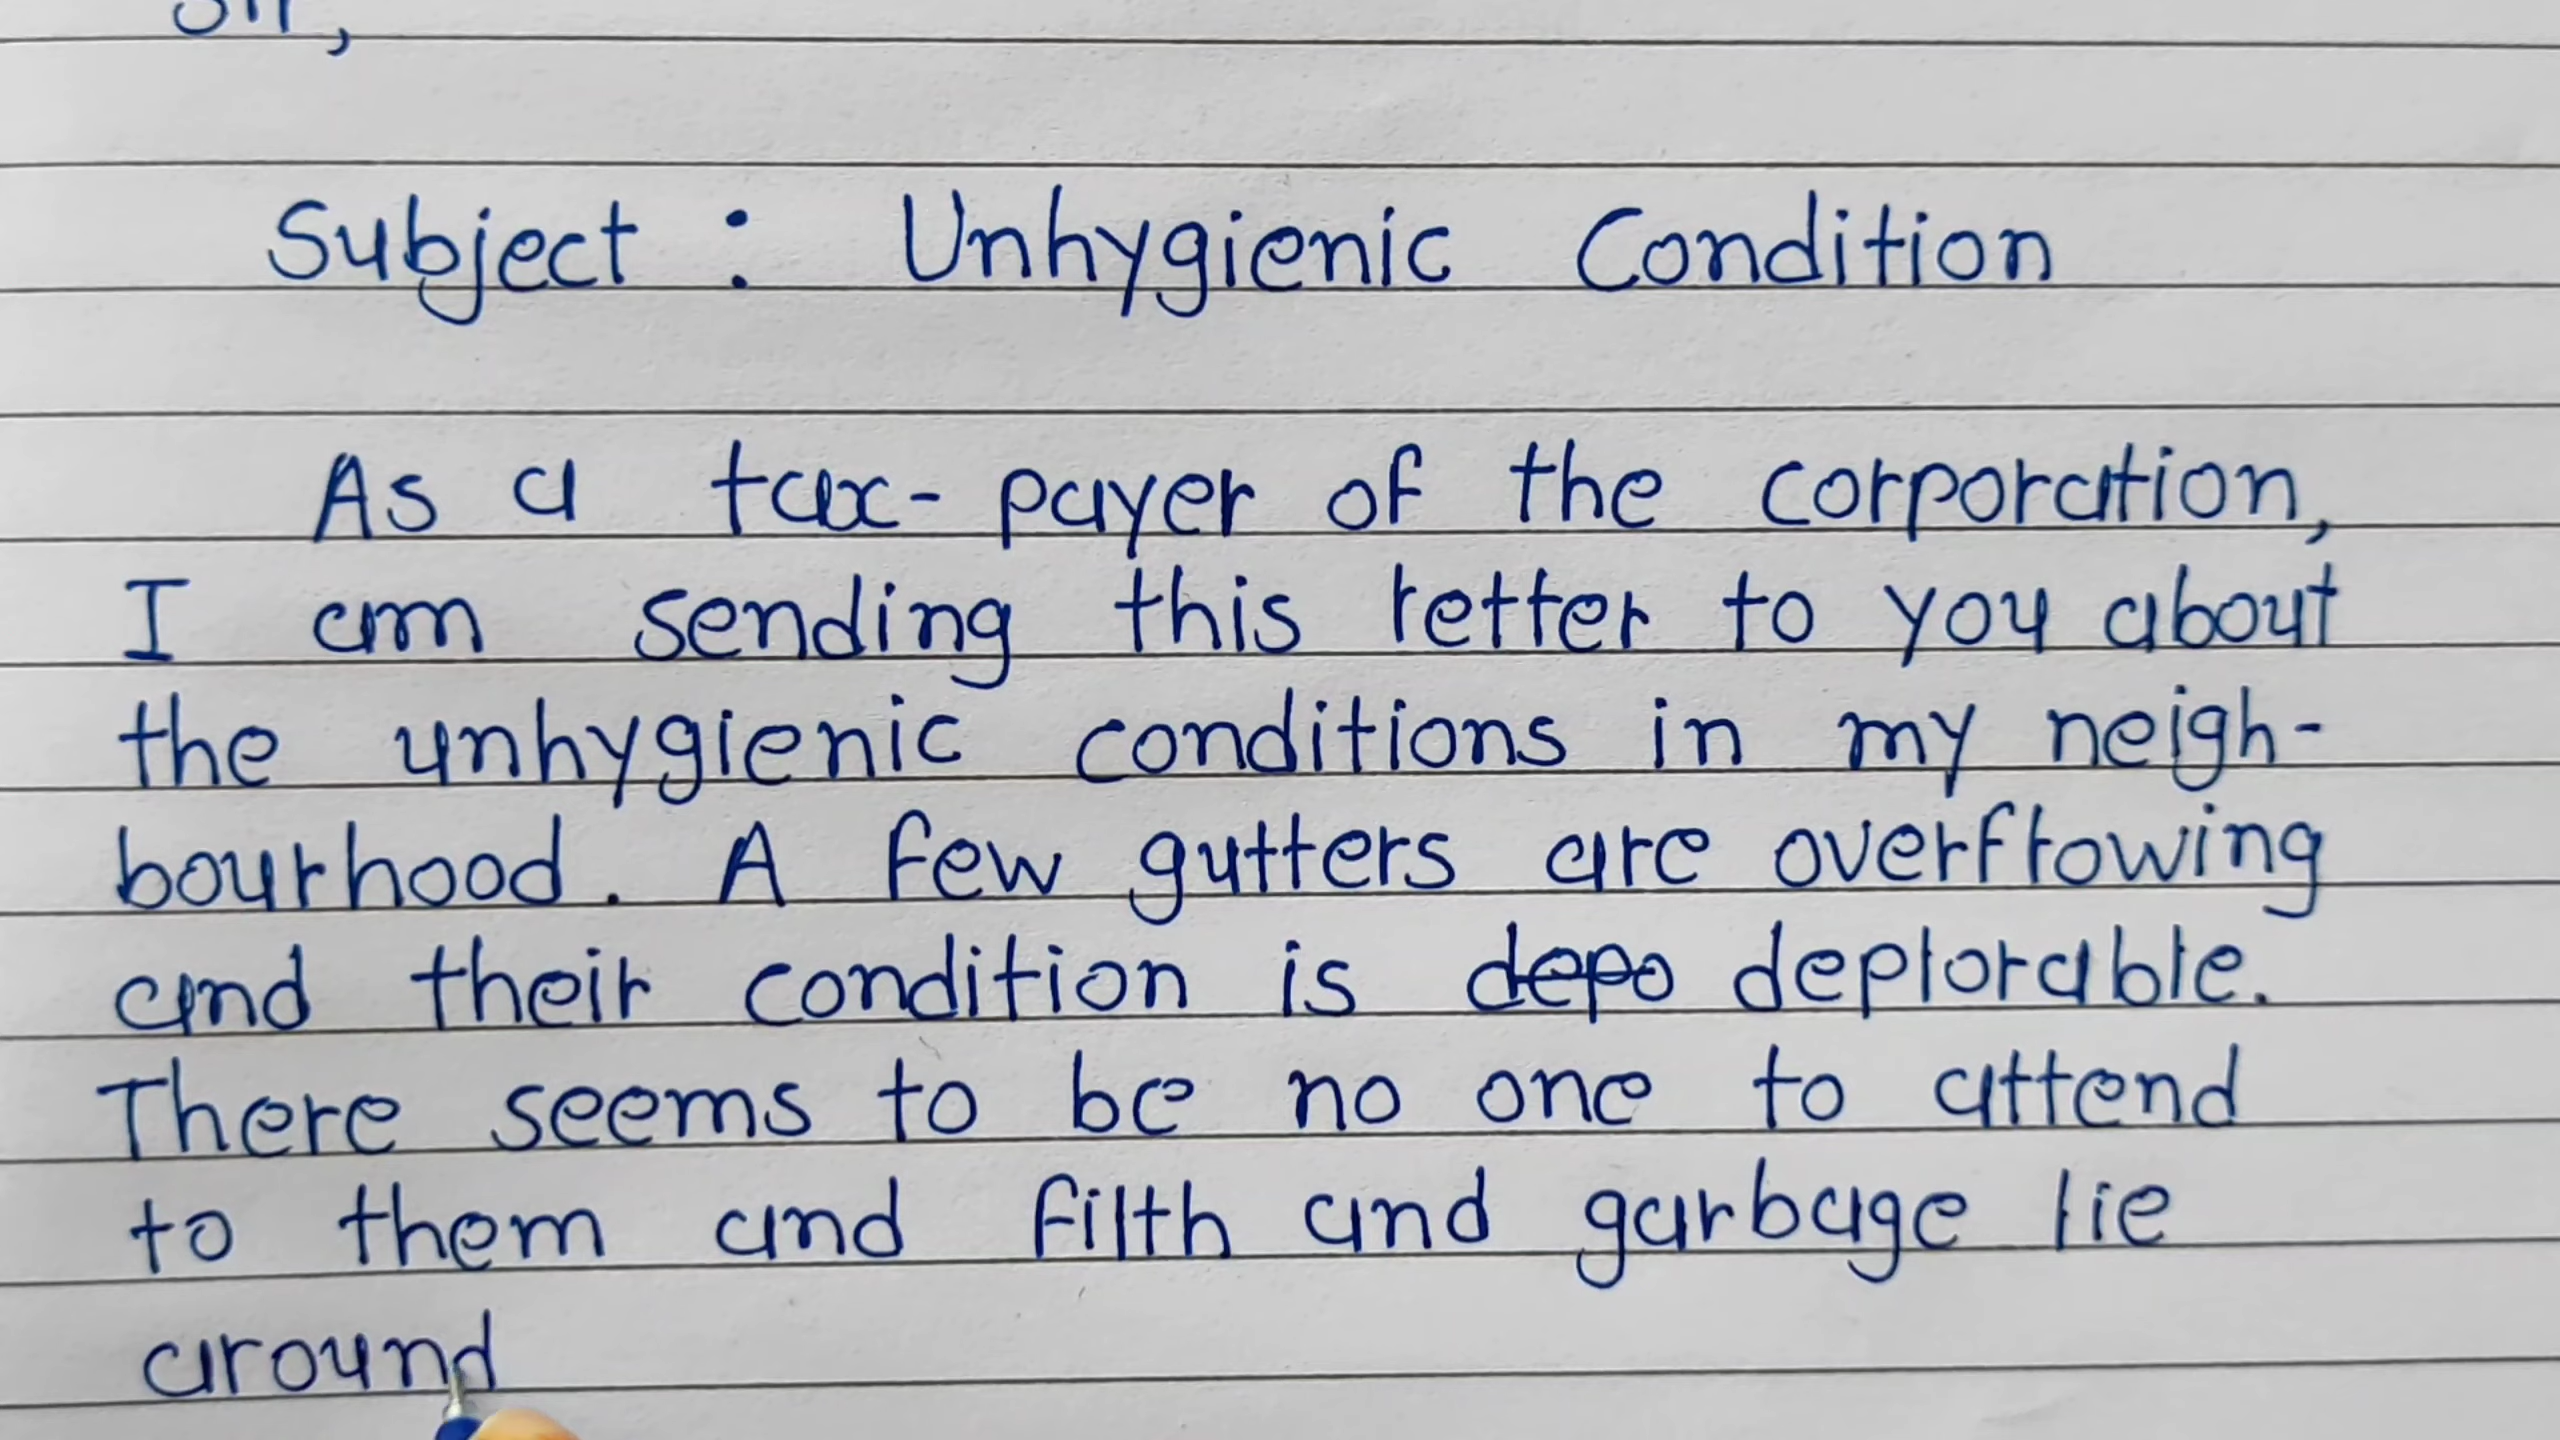 Sir,
Subject : Unhygienic Condition
As a tax-payer of the corporation,
I am sending this letter to you about
the unhygienic conditions in my neigh-
bourhood. A few gutters are overflowing
and their condition is depo deplorable.
There seems to be no one to attend
to them and filth and garbage lie
around